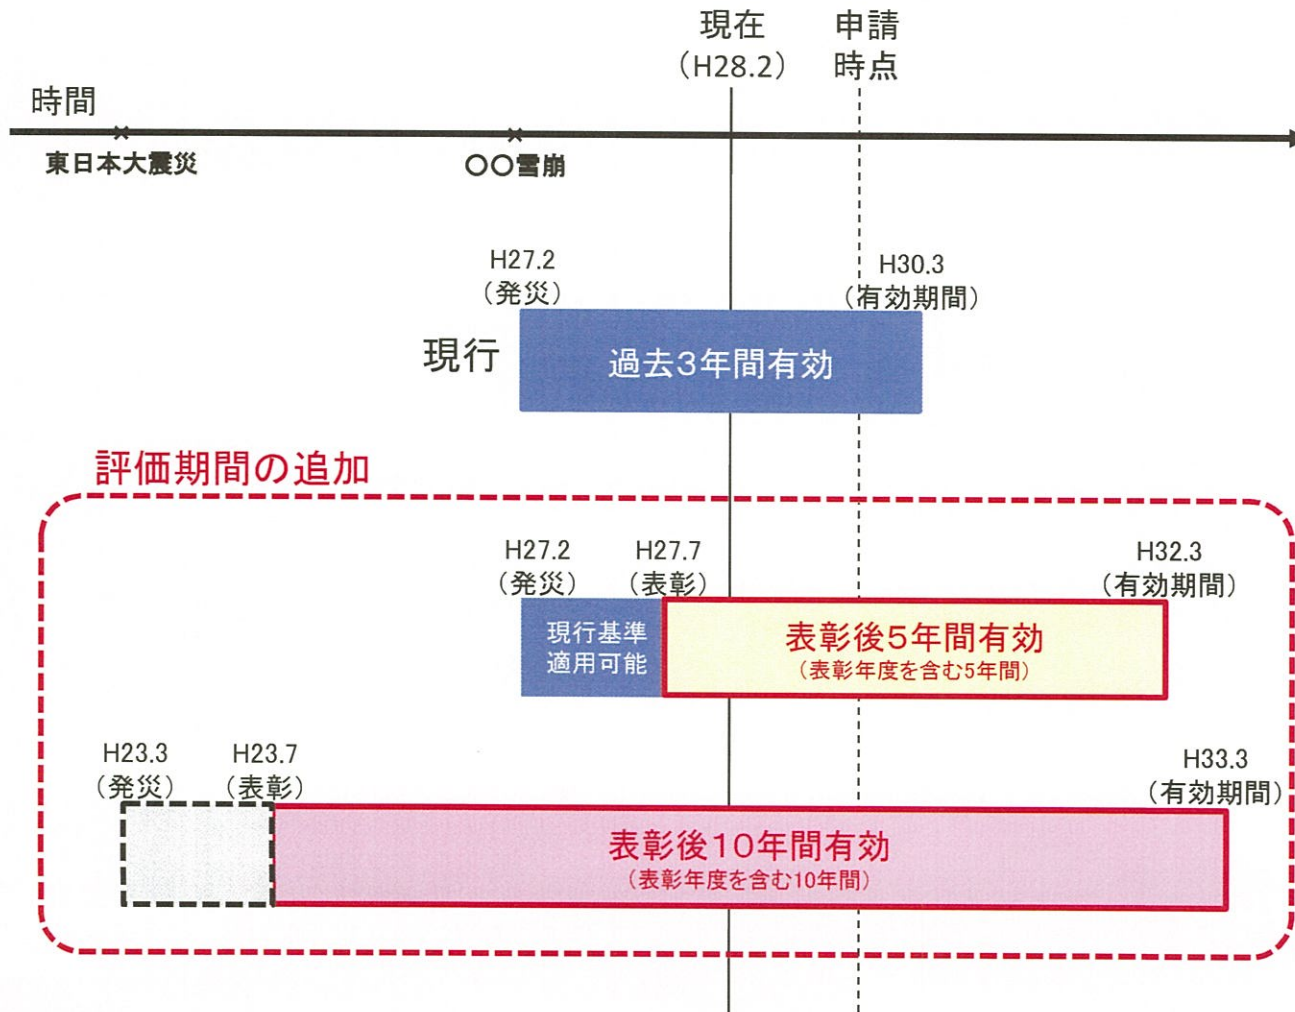 現在
（H28.2）
申請
時点
時間
東日本大震災
〇〇雪崩
H27.2
（発災）
H30.3
（有効期間）
現行
過去３年間有効
評価期間の追加
H27.2
（発災）
H27.7
（表彰）
H32.3
（有効期間）
現行基準
適用可能
表彰後５年間有効
（表彰年度を含む5年間）
H23.3
（発災）
H23.7
（表彰）
H33.3
（有効期間）
表彰後１０年間有効
（表彰年度を含む10年間）